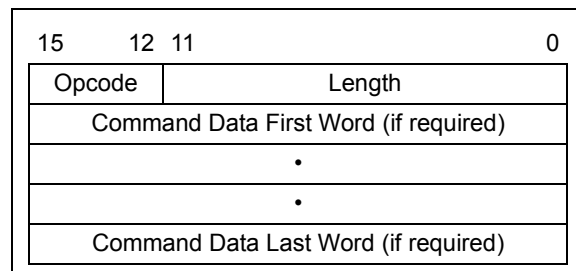 15 12 11 0
Opcode Length
Command Data First Word (if required)
•
•
Command Data Last Word (if required)